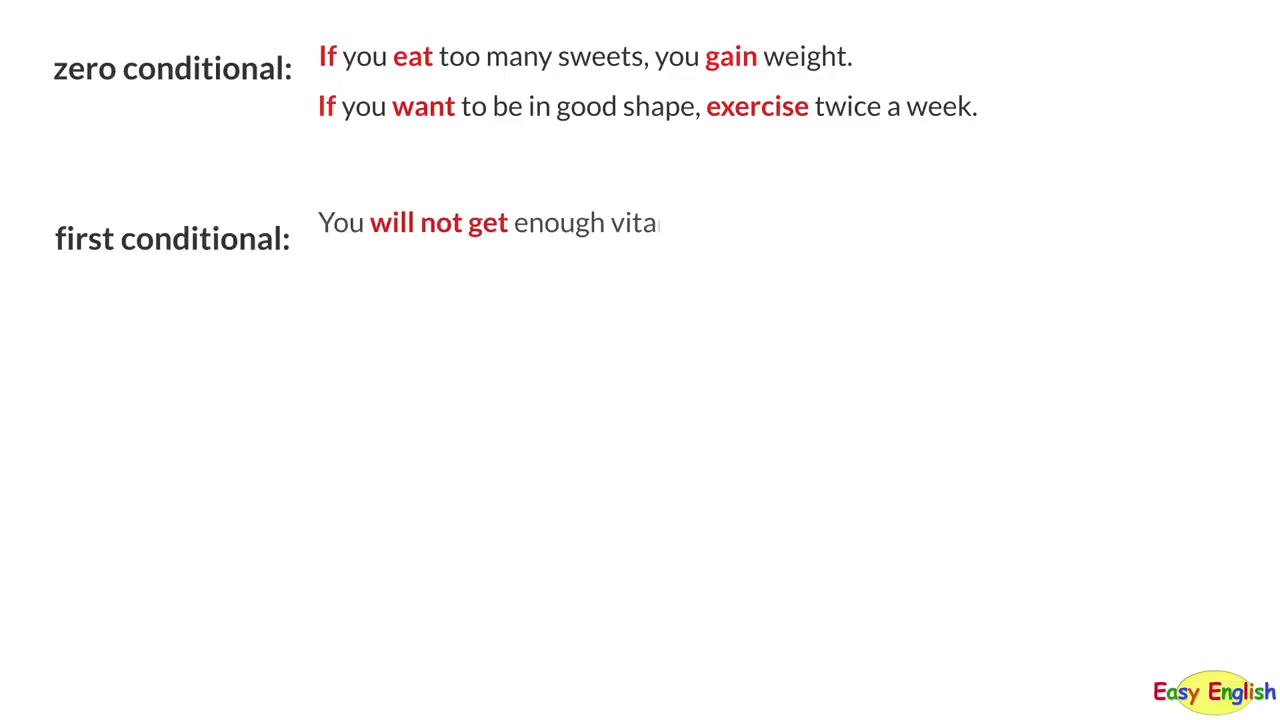 zero conditional:
If you eat too many sweets, you gain weight.
If you want to be in good shape, exercise twice a week.
first conditional:
You will not get enough vita
Easy English